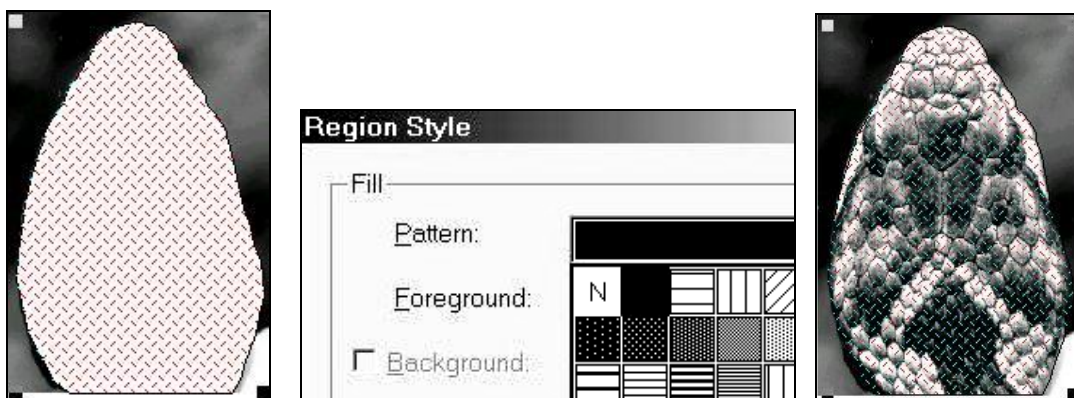 Region Style
Fill
Pattern:
Foreground:
N
Background: